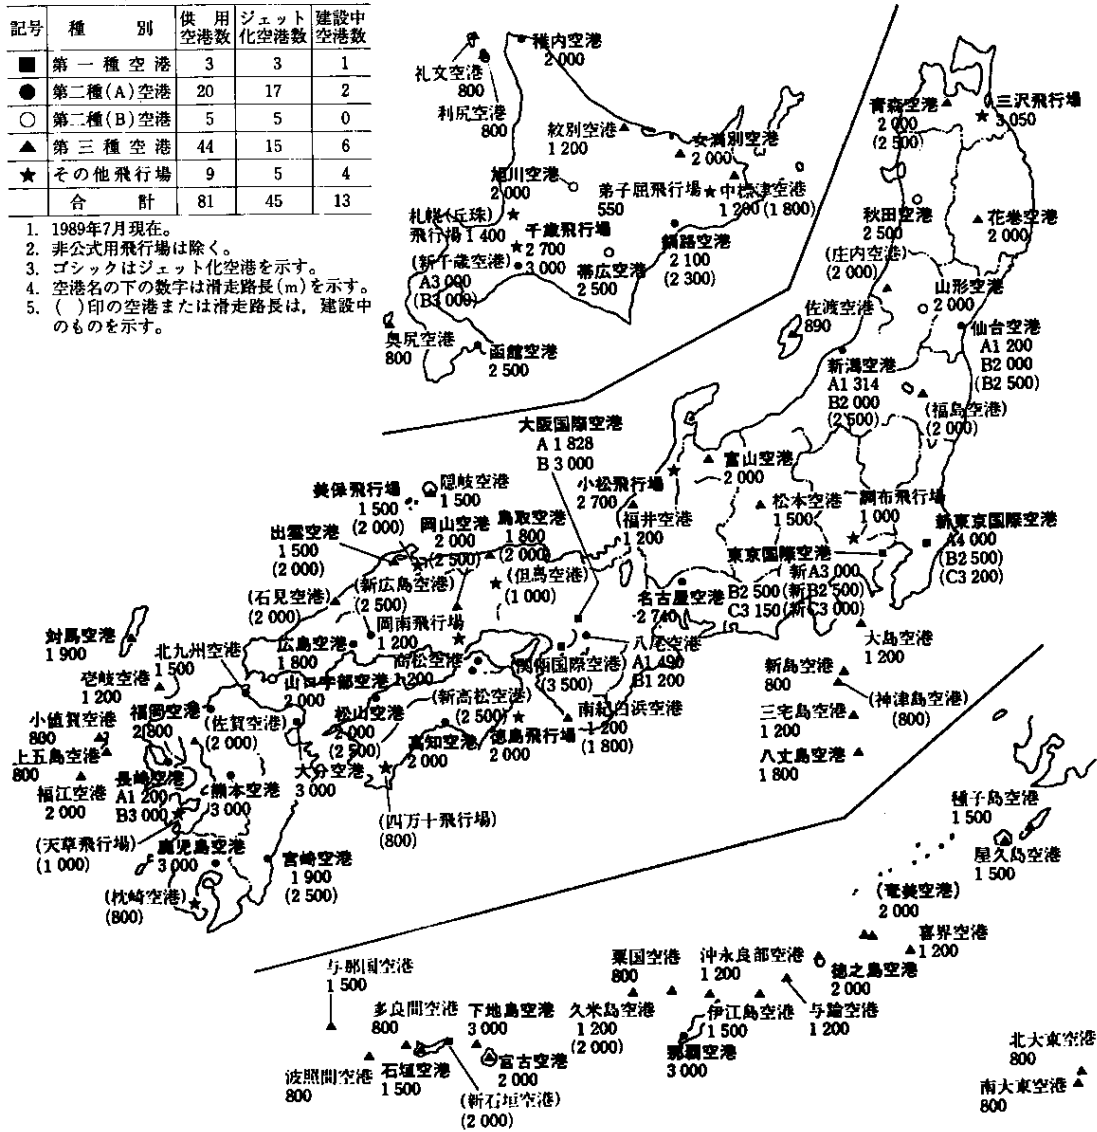 記号 種 別 供用空港数 ジェット化空港数 建設中空港数
■ 第一種空港 3 3 1
● 第二種(A)空港 20 17 2
○ 第二種(B)空港 5 5 0
▲ 第三種空港 44 15 6
★ その他飛行場 9 5 4
合 計 81 45 13
1. 1989年7月現在。
2. 非公式用飛行場は除く。
3. ゴシックはジェット化空港を示す。
4. 空港名の下の数字は滑走路長(m)を示す。
5. ( )印の空港または滑走路長は,建設中
のものを示す。
稚内空港
2 000
礼文空港
800
利尻空港
800
紋別空港
1 200
女満別空港
2 000
旭川空港
2 000
弟子屈飛行場
550
中標津空港
1 200 (1 800)
札幌(丘珠)
飛行場 1 400
千歳飛行場
2 700
3 000
(新千歳空港)
A3 000
(B3 000)
帯広空港
2 500
釧路空港
2 100
(2 300)
奥尻空港
800
函館空港
2 500
青森空港
2 000
(2 500)
三沢飛行場
3 050
秋田空港
2 500
花巻空港
2 000
(庄内空港)
(2 000)
山形空港
2 000
佐渡空港
890
仙台空港
A1 200
B2 000
(B2 500)
新潟空港
A1 314
B2 000
(2 500)
(福島空港)
(2 000)
大阪国際空港
A 1 828
B 3 000
富山空港
2 000
小松飛行場
2 700
福井空港
1 200
松本空港
1 500
調布飛行場
1 000
新東京国際空港
A4 000
(B2 500)
(C3 200)
東京国際空港
新A3 000
B2 500(新B2 500)
C3 150(新C3 000)
名古屋空港
2 740
隠岐空港
1 500
美保飛行場
1 500
(2 000)
岡山空港
2 000
(2 500)
鳥取空港
1 800
(2 000)
出雲空港
1 500
(2 000)
(新広島空港)
(2 500)
(但馬空港)
(1 000)
(石見空港)
(2 000)
岡南飛行場
1 200
広島空港
1 800
高松空港
1 200
(関西国際空港)
(3 500)
八尾空港
A1 490
B1 200
大島空港
1 200
新島空港
800
(神津島空港)
(800)
三宅島空港
1 200
八丈島空港
1 800
対馬空港
1 900
北九州空港
1 500
壱岐空港
1 200
山口宇部空港
2 000
(新高松空港)
(2 500)
南紀白浜空港
1 200
(1 800)
小値賀空港
800
福岡空港
2 800
(佐賀空港)
(2 000)
松山空港
2 000
(2 500)
高知空港
2 000
徳島飛行場
2 000
上五島空港
800
福江空港
2 000
長崎空港
A1 200
B3 000
熊本空港
3 000
大分空港
3 000
(四万十飛行場)
(800)
(天草飛行場)
(1 000)
鹿児島空港
3 000
宮崎空港
1 900
(2 500)
(枕崎空港)
(800)
種子島空港
1 500
屋久島空港
1 500
(奄美空港)
2 000
喜界空港
1 200
徳之島空港
2 000
沖永良部空港
1 200
与論空港
1 200
粟国空港
800
久米島空港
1 200
(2 000)
伊江島空港
1 500
那覇空港
3 000
与那国空港
1 500
多良間空港
800
下地島空港
3 000
宮古空港
2 000
石垣空港
1 500
(新石垣空港)
(2 000)
波照間空港
800
北大東空港
800
南大東空港
800